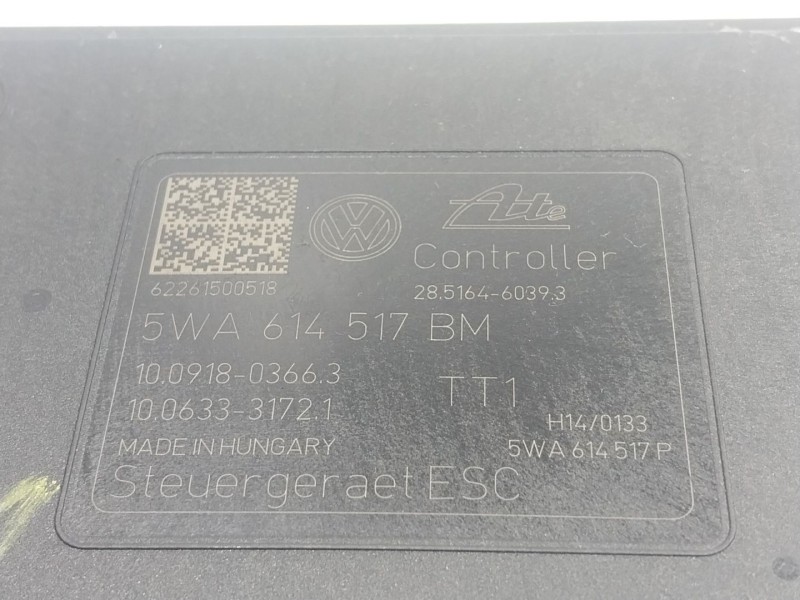 VW Ate
Controller
62261500518 28.5164-6039.3
5WA 614 517 BM
10.0918-0366.3
TT1
10.0633-3172.1
H14/0133
MADE IN HUNGARY 5WA 614 517 P
Steuergeraet ESC